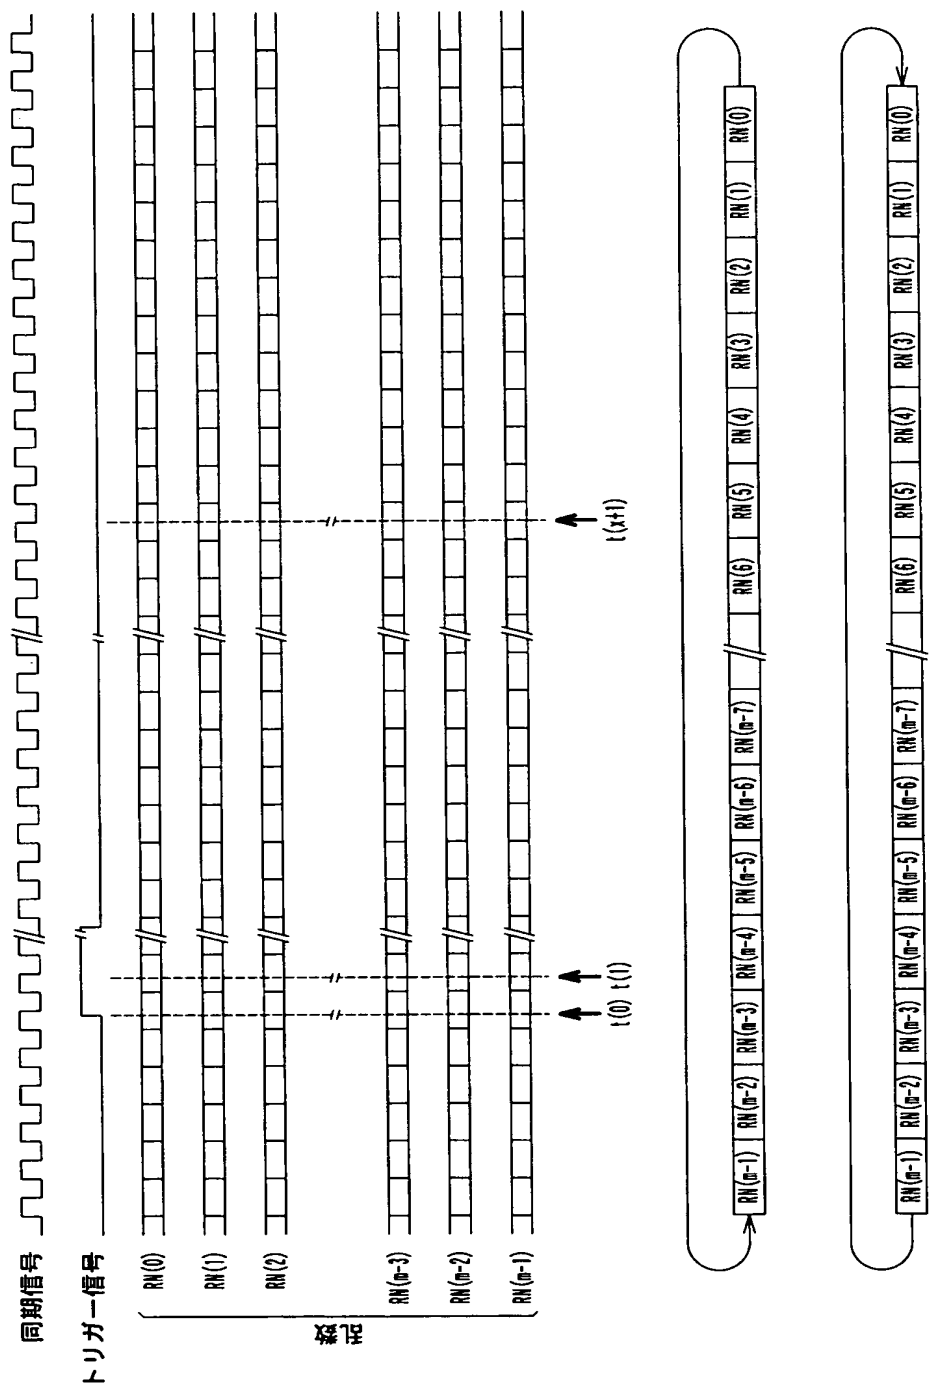 同期信号
トリガー信号
乱数
RN(0)
RN(1)
RN(2)
RN(m-3)
RN(m-2)
RN(m-1)
t(0) t(1) t(x+1)
RN(m-1) RN(m-2) RN(m-3) RN(m-4) RN(m-5) RN(m-6) RN(m-7) RN(6) RN(5) RN(4) RN(3) RN(2) RN(1) RN(0)
RN(m-1) RN(m-2) RN(m-3) RN(m-4) RN(m-5) RN(m-6) RN(m-7) RN(6) RN(5) RN(4) RN(3) RN(2) RN(1) RN(0)